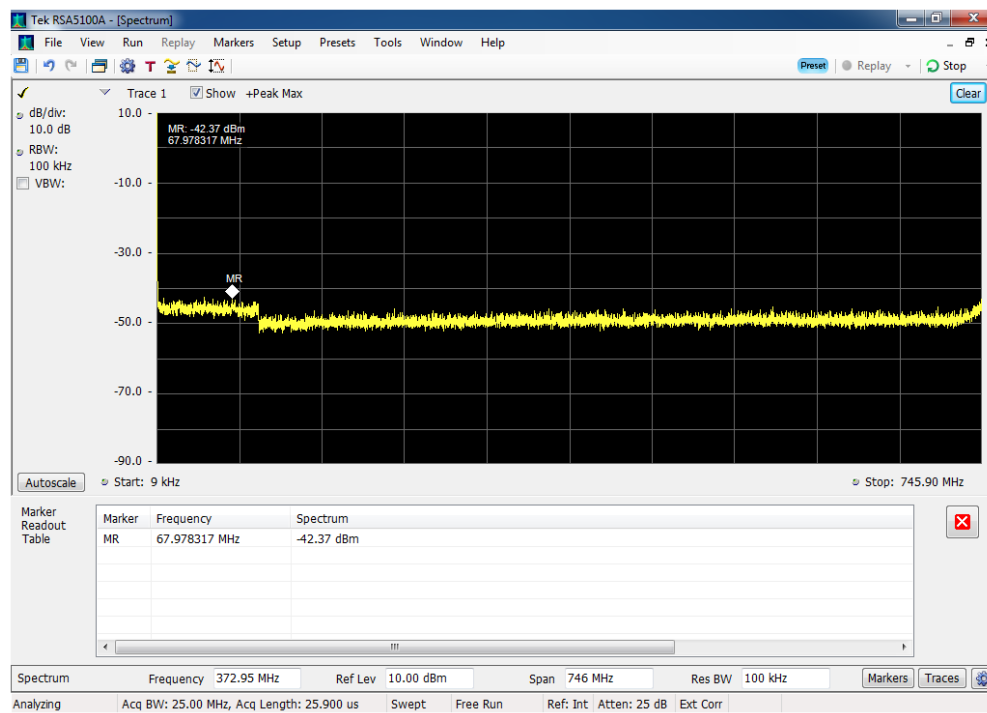 Tek RSA5100A - [Spectrum]
File View Run Replay Markers Setup Presets Tools Window Help
T Preset Replay Stop
Trace 1 Show +Peak Max Clear
dB/div:
10.0 dB
RBW:
100 kHz
VBW:
10.0 -
-10.0 -
-30.0 -
-50.0 -
-70.0 -
-90.0 -
MR: -42.37 dBm
67.978317 MHz
MR
Autoscale Start: 9 kHz Stop: 745.90 MHz
Marker
Readout
Table
Marker Frequency Spectrum
MR 67.978317 MHz -42.37 dBm
Spectrum Frequency 372.95 MHz Ref Lev 10.00 dBm Span 746 MHz Res BW 100 kHz Markers Traces
Analyzing Acq BW: 25.00 MHz, Acq Length: 25.900 us Swept Free Run Ref: Int Atten: 25 dB Ext Corr